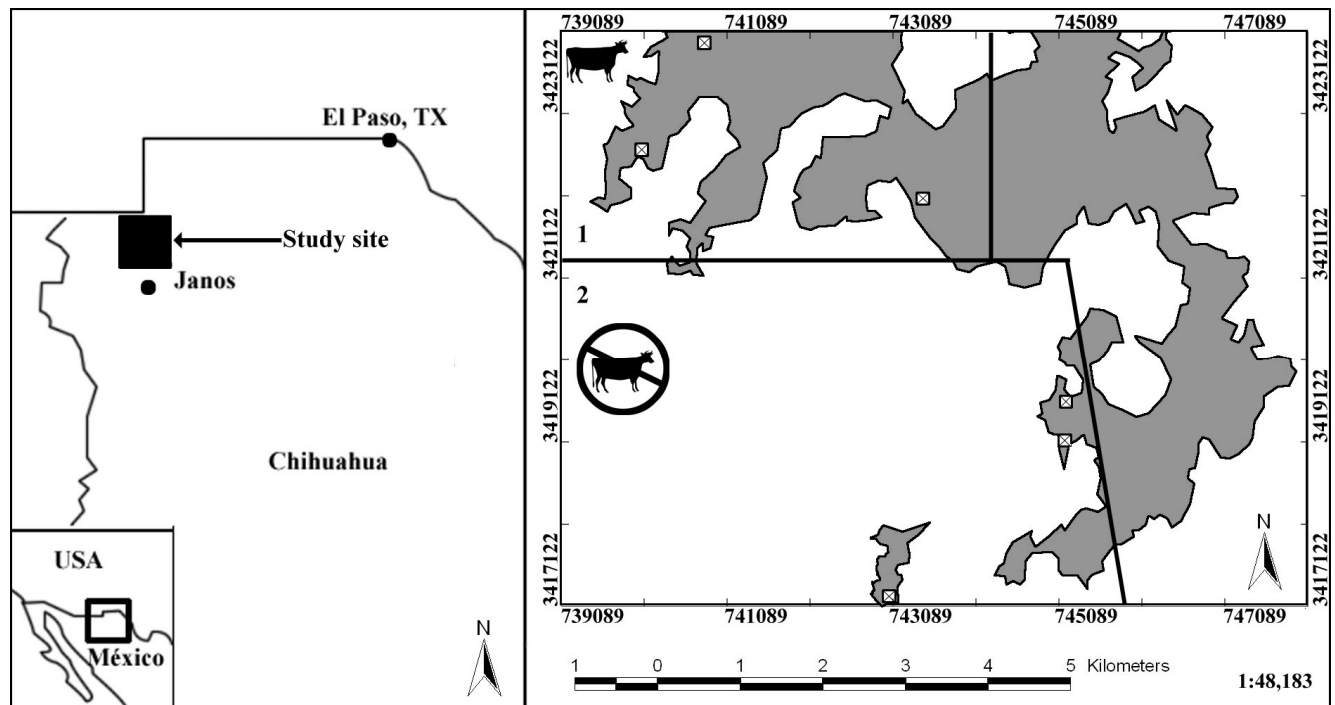 El Paso, TX
Study site
Janos
Chihuahua
USA
México
N
739089 741089 743089 745089 747089
3423122 3423122
1
3421122 3421122
2
3419122 3419122
3417122 3417122
N
739089 741089 743089 745089 747089
1 0 1 2 3 4 5 Kilometers
1:48,183